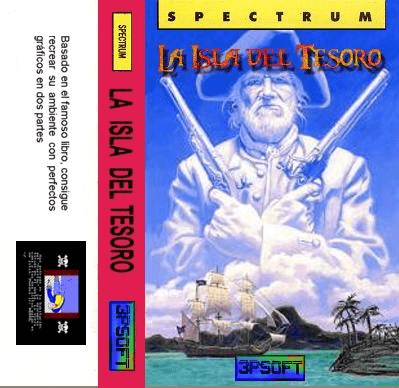 Basado en el famoso libro, consigue
recrear su ambiente con perfectos
gráficos en dos partes
SPECTRUM
LA ISLA DEL TESORO
3PSOFT
SPECTRUM
LA ISLA DEL TESORO
3PSOFT